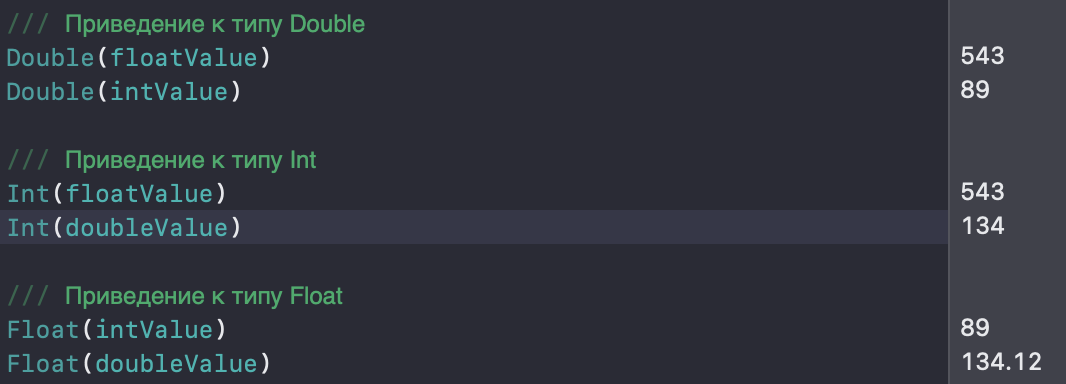 /// Приведение к типу Double
Double(floatValue) 543
Double(intValue) 89
/// Приведение к типу Int
Int(floatValue) 543
Int(doubleValue) 134
/// Приведение к типу Float
Float(intValue) 89
Float(doubleValue) 134.12